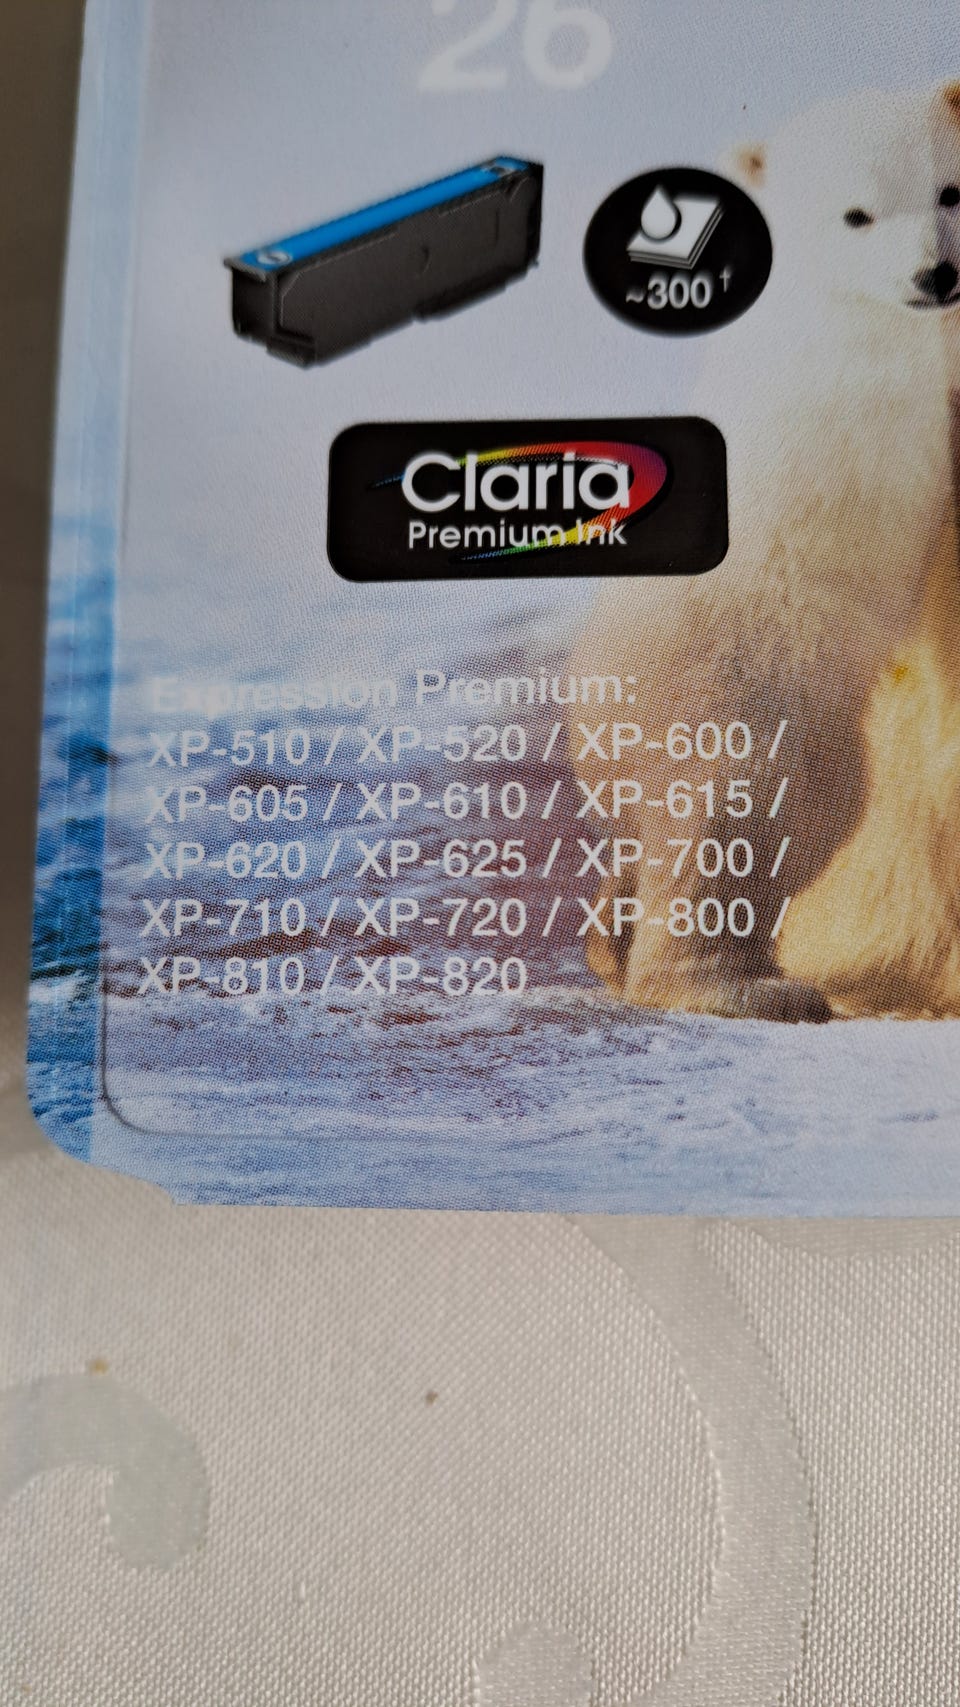 26
~300†
Claria
Premium Ink
Expression Premium:
XP-510 / XP-520 / XP-600 /
XP-605 / XP-610 / XP-615 /
XP-620 / XP-625 / XP-700 /
XP-710 / XP-720 / XP-800 /
XP-810 / XP-820